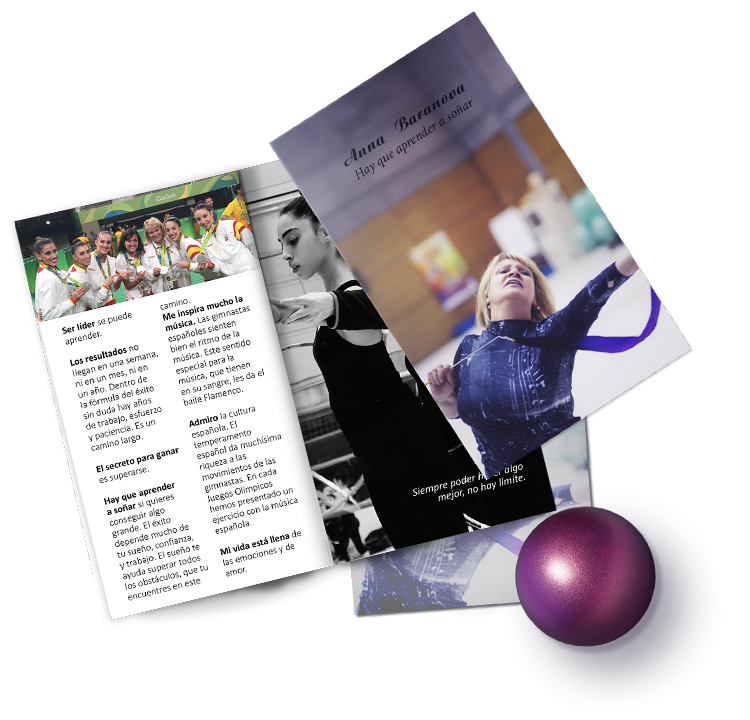 Anna Baranova
Hay que aprender a soñar
Rio2016
Ser líder se puede
aprender.
Los resultados no
llegan en una semana,
ni en un mes, ni en
un año. Dentro de
la fórmula del éxito
sin duda hay años
de trabajo, esfuerzo
y paciencia. Es un
camino largo.
El secreto para ganar
es superarse.
Hay que aprender
a soñar si quieres
conseguir algo
grande. El éxito
depende mucho de
tu sueño, confianza,
y trabajo. El sueño te
ayuda superar todos
los obstáculos, que tu
encuentres en este
camino.
Me inspira mucho la
música. Las gimnastas
españoles sienten
bien el ritmo de la
música. Este sentido
especial para la
música, que tienen
en su sangre, les da el
baile Flamenco.
Admiro la cultura
española. El
temperamento
español da muchísima
riqueza a las
movimientos de las
gimnastas. En cada
Juegos Olímpicos
hemos presentado un
ejercicio con la música
española.
Mi vida está llena de
las emociones y de
amor.
Siempre poder algo
mejor, no hay límite.